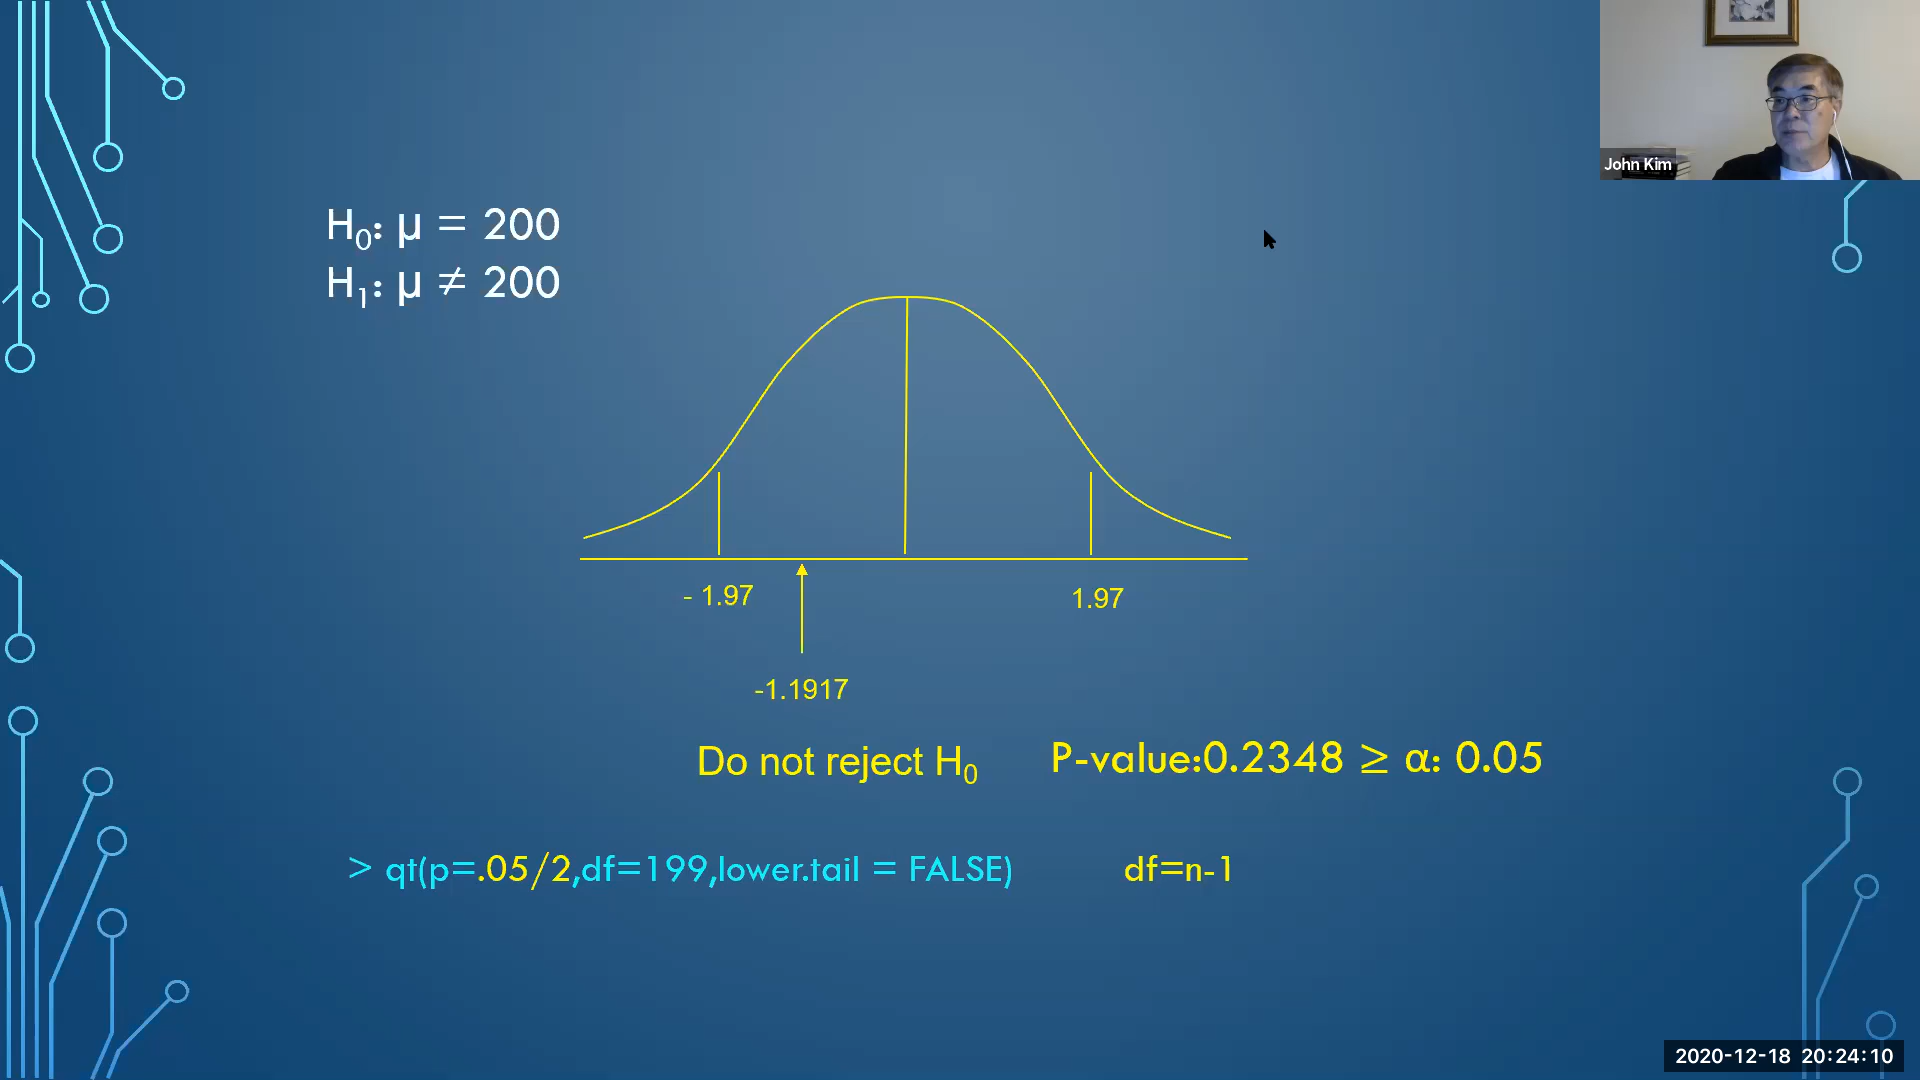 John Kim
H₀: μ = 200
H₁: μ ≠ 200
- 1.97
1.97
-1.1917
Do not reject H₀
P-value:0.2348 ≥ α: 0.05
> qt(p=.05/2,df=199,lower.tail = FALSE)
df=n-1
2020-12-18 20:24:10